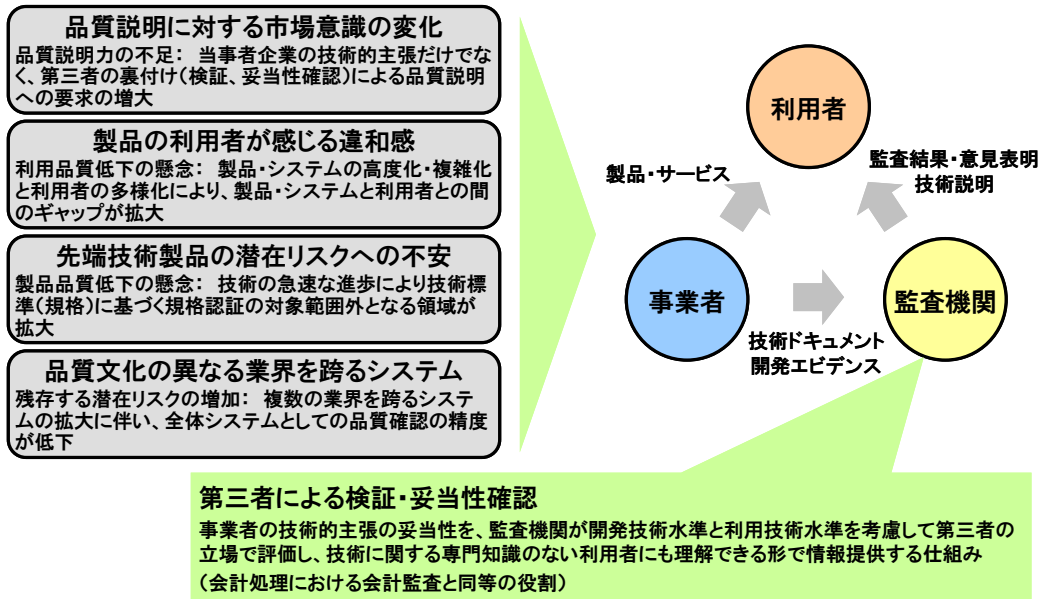 品質説明に対する市場意識の変化
品質説明力の不足： 当事者企業の技術的主張だけでな
く、第三者の裏付け（検証、妥当性確認）による品質説明
への要求の増大
製品の利用者が感じる違和感
利用品質低下の懸念： 製品・システムの高度化・複雑化
と利用者の多様化により、製品・システムと利用者との間
のギャップが拡大
先端技術製品の潜在リスクへの不安
製品品質低下の懸念： 技術の急速な進歩により技術標
準（規格）に基づく規格認証の対象範囲外となる領域が
拡大
品質文化の異なる業界を跨るシステム
残存する潜在リスクの増加： 複数の業界を跨るシステ
ムの拡大に伴い、全体システムとしての品質確認の精度
が低下
利用者
製品・サービス
監査結果・意見表明
技術説明
事業者
監査機関
技術ドキュメント
開発エビデンス
第三者による検証・妥当性確認
事業者の技術的主張の妥当性を、監査機関が開発技術水準と利用技術水準を考慮して第三者の
立場で評価し、技術に関する専門知識のない利用者にも理解できる形で情報提供する仕組み
（会計処理における会計監査と同等の役割）